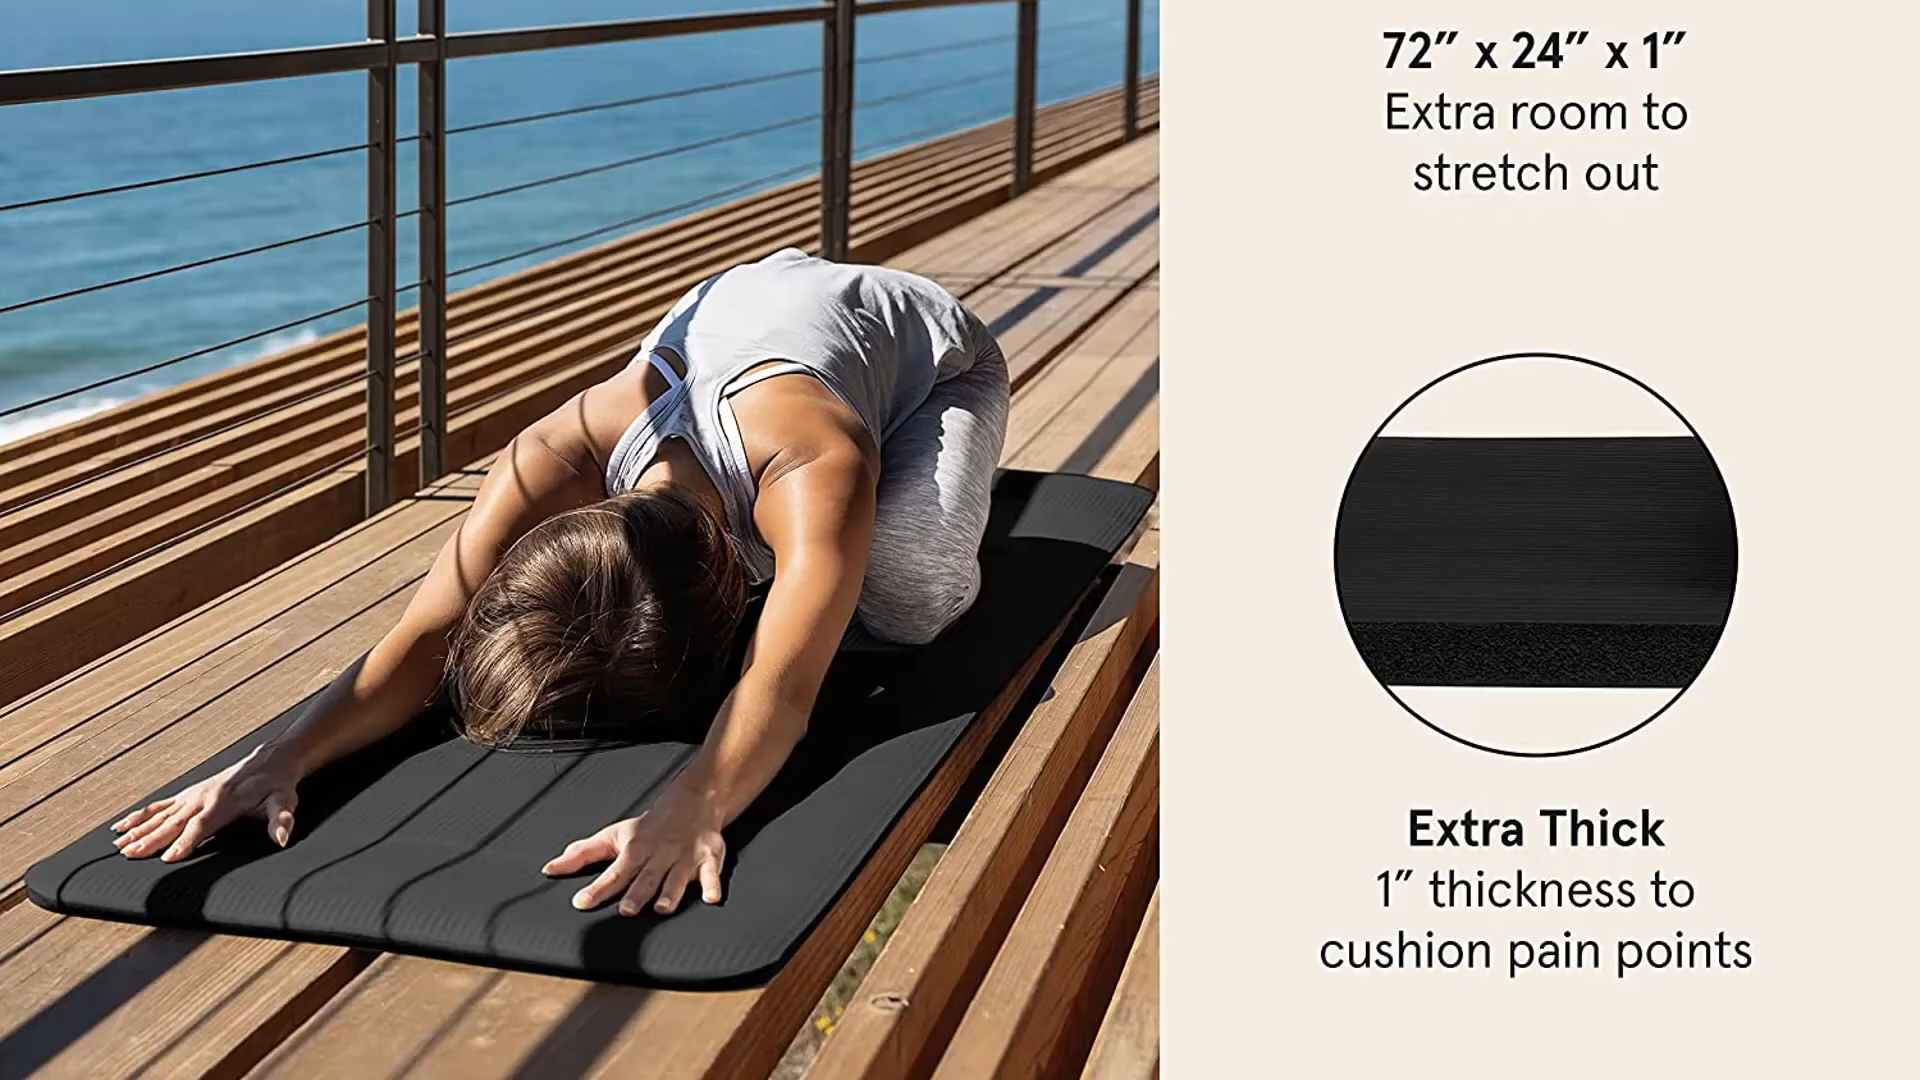 72″ x 24″ x 1″
Extra room to
stretch out
Extra Thick
1″ thickness to
cushion pain points